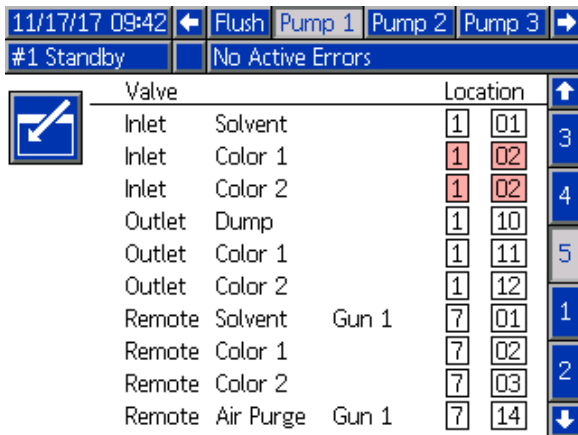 11/17/17 09:42 Flush Pump 1 Pump 2 Pump 3
#1 Standby No Active Errors
Valve Location
Inlet Solvent 1 01
Inlet Color 1 1 02
Inlet Color 2 1 02
Outlet Dump 1 10
Outlet Color 1 1 11
Outlet Color 2 1 12
Remote Solvent Gun 1 7 01
Remote Color 1 7 02
Remote Color 2 7 03
Remote Air Purge Gun 1 7 14
3
4
5
1
2